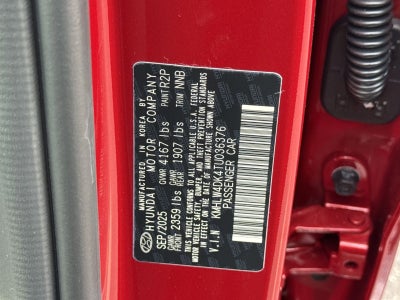 MANUFACTURED IN KOREA BY
HYUNDAI MOTOR COMPANY
PAINT R2P
TRIM NNB
SEP/2025 GVWR 4167 lbs
GAWR FRONT 2359 lbs GAWR REAR 1907 lbs
THIS VEHICLE CONFORMS TO ALL APPLICABLE U.S.A. FEDERAL
MOTOR VEHICLE SAFETY, BUMPER, AND THEFT PREVENTION STANDARDS
IN EFFECT ON THE DATE OF MANUFACTURE SHOWN ABOVE.
V.I.N KMHLW4DK4TU036376
PASSENGER CAR